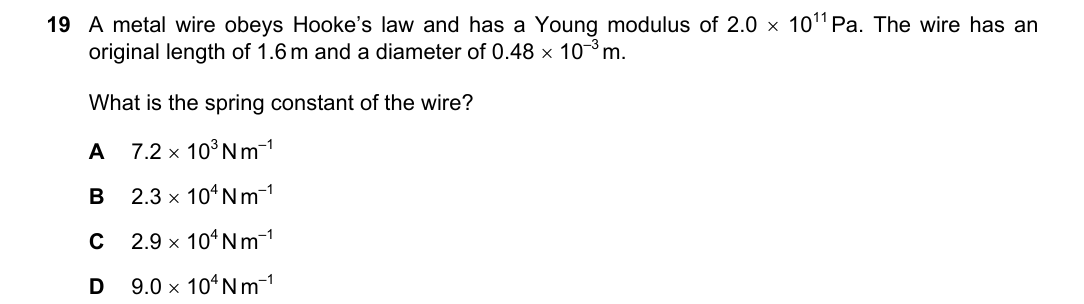 19 A metal wire obeys Hooke's law and has a Young modulus of 2.0 × 10¹¹ Pa. The wire has an
original length of 1.6 m and a diameter of 0.48 × 10⁻³ m.
What is the spring constant of the wire?
A 7.2 × 10³ N m⁻¹
B 2.3 × 10⁴ N m⁻¹
C 2.9 × 10⁴ N m⁻¹
D 9.0 × 10⁴ N m⁻¹